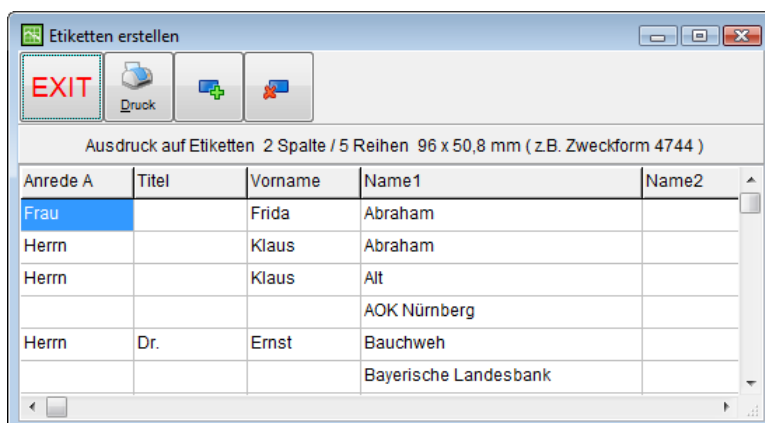 Etiketten erstellen
EXIT
Druck
Ausdruck auf Etiketten 2 Spalte / 5 Reihen 96 x 50,8 mm ( z.B. Zweckform 4744 )
Anrede A Titel Vorname Name1 Name2
Frau Frida Abraham
Herrn Klaus Abraham
Herrn Klaus Alt
AOK Nürnberg
Herrn Dr. Ernst Bauchweh
Bayerische Landesbank